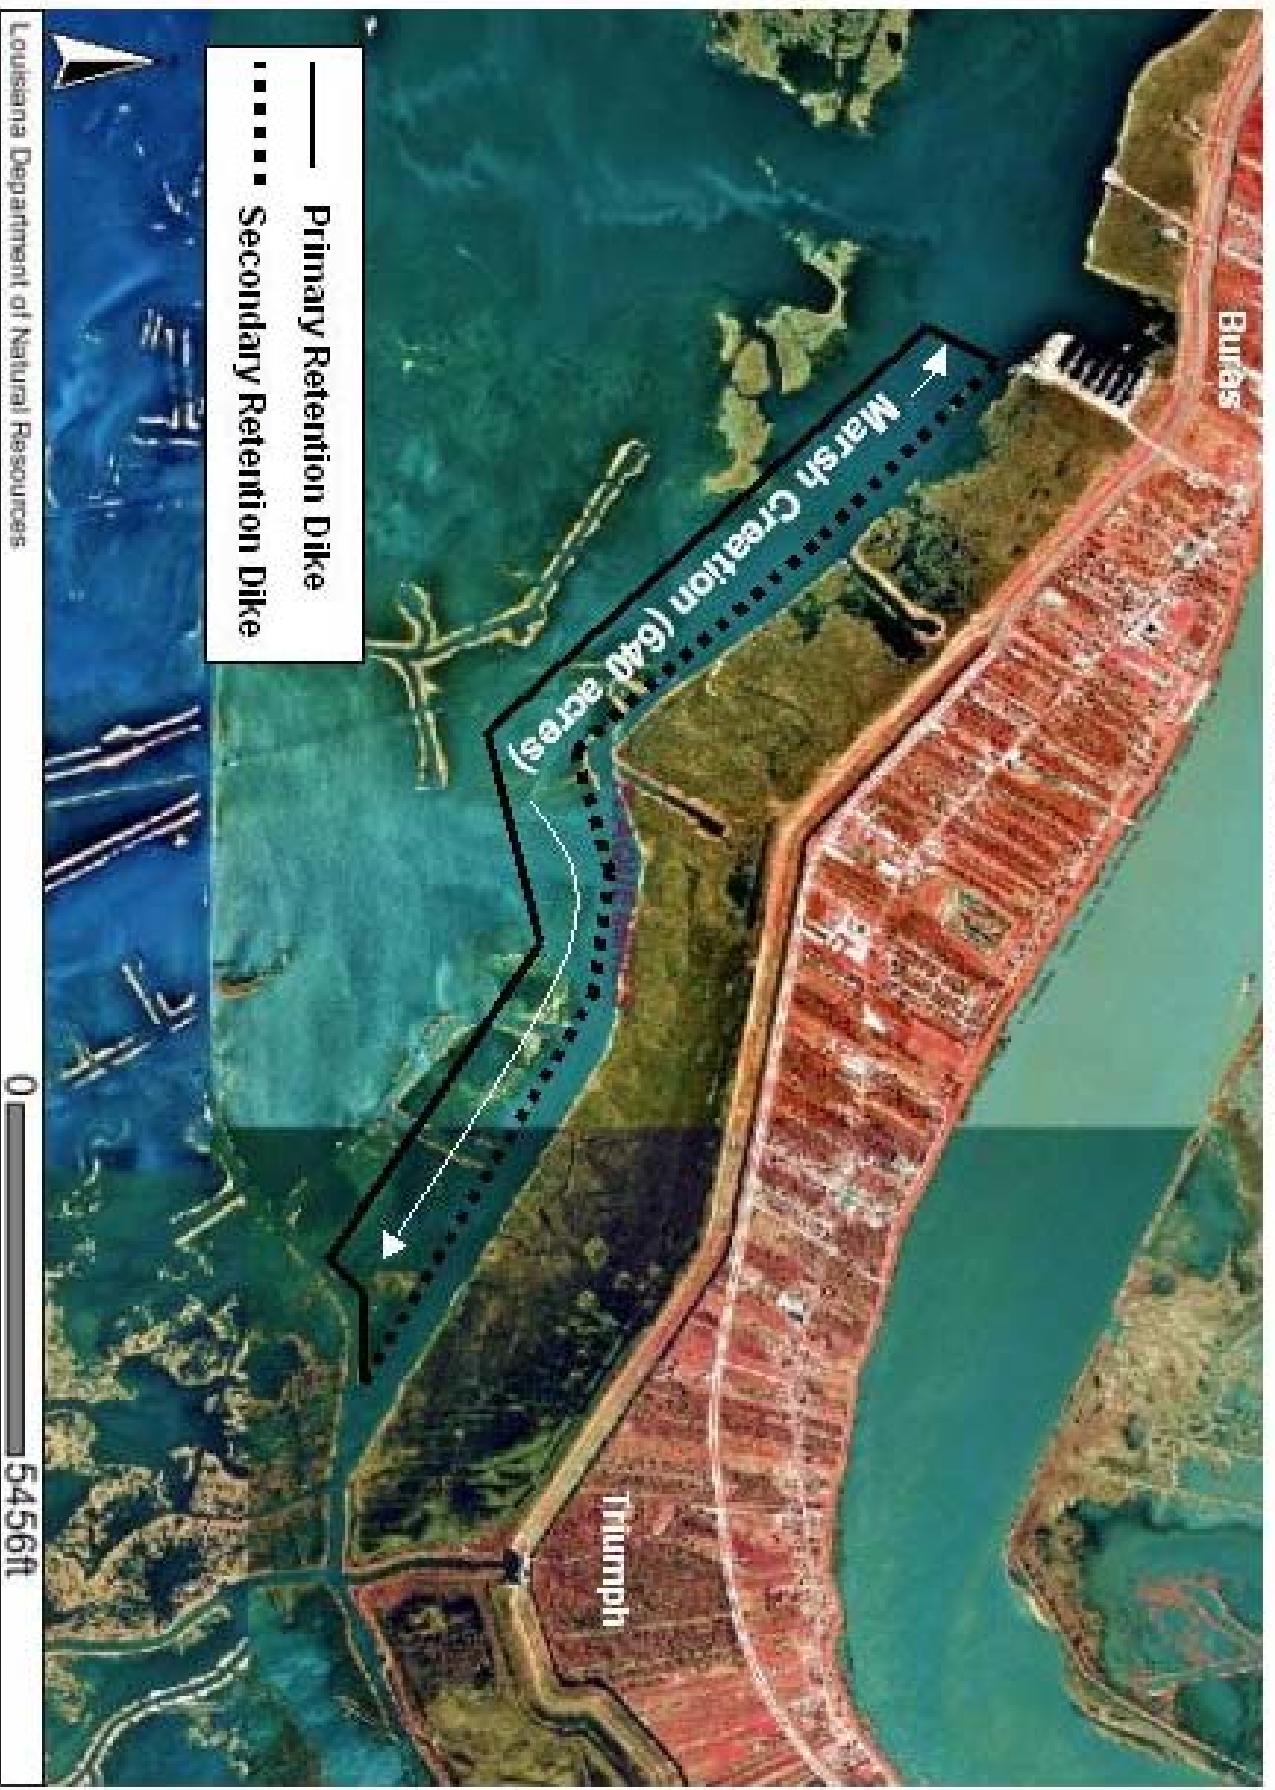 Buras
Marsh Creation (640 acres)
Triumph
Primary Retention Dike
Secondary Retention Dike
Louisiana Department of Natural Resources
0
5456ft